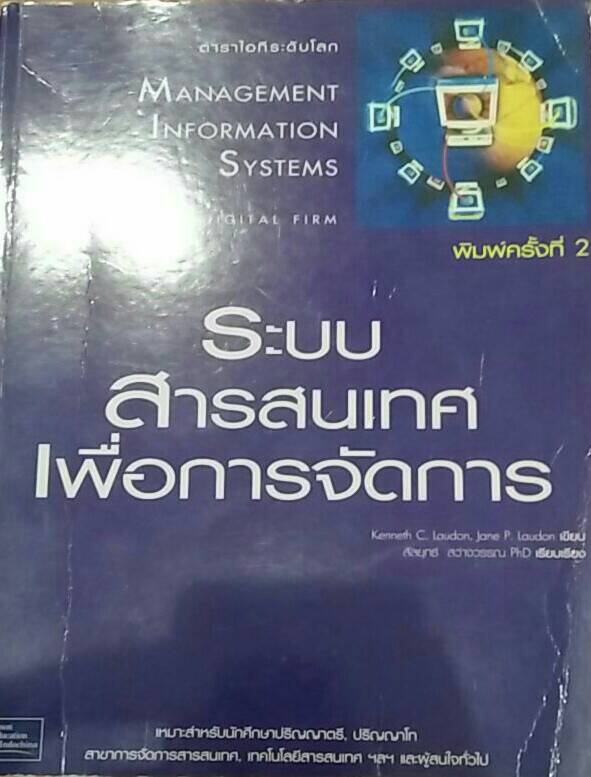 ตำราไอทีระดับโลก
MANAGEMENT
INFORMATION
SYSTEMS
DIGITAL FIRM
พิมพ์ครั้งที่ 2
ระบบ
สารสนเทศ
เพื่อการจัดการ
Kenneth C. Laudon, Jane P. Laudon เขียน
สัลยุทธ์ สว่างวรรณ PhD เรียบเรียง
เหมาะสำหรับนักศึกษาปริญญาตรี, ปริญญาโท
สาขาการจัดการสารสนเทศ, เทคโนโลยีสารสนเทศ ฯลฯ และผู้สนใจทั่วไป
Indochina